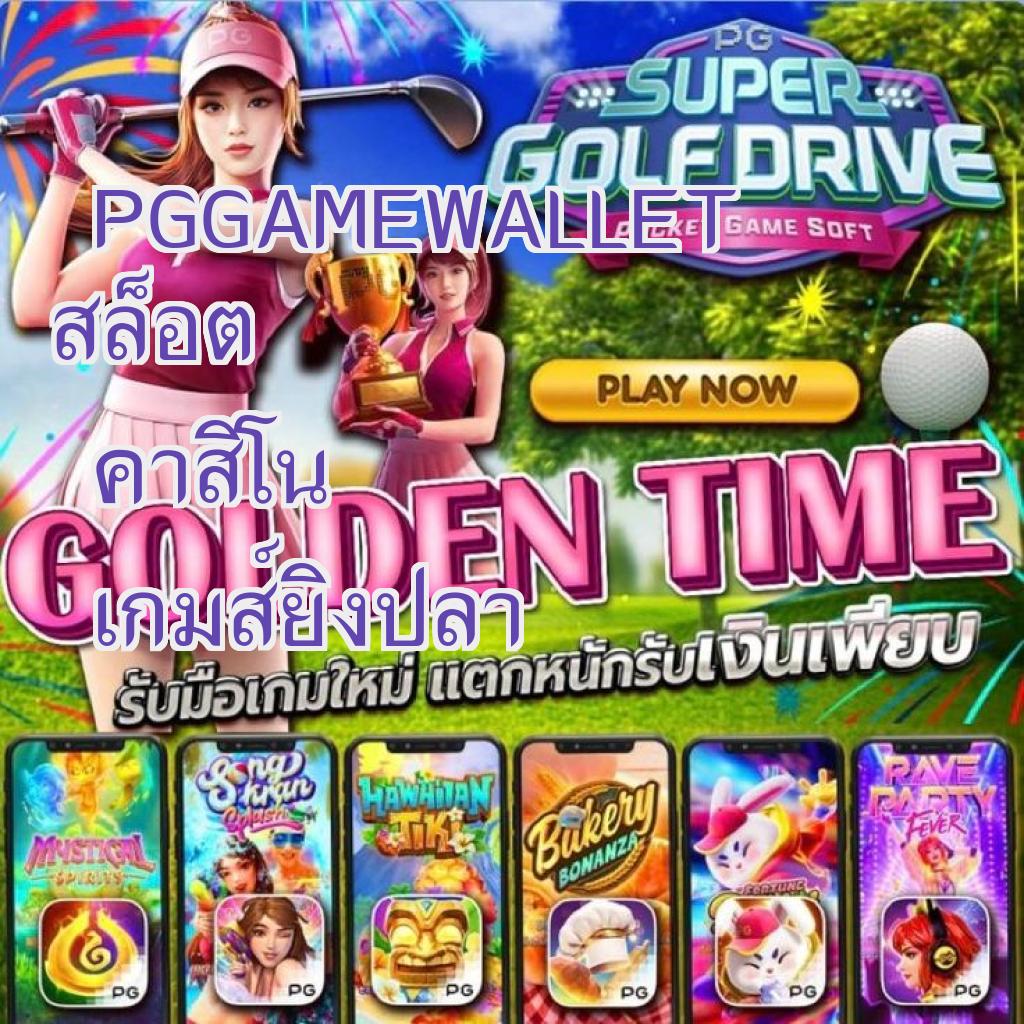 PG
PG
SUPER
GOLF DRIVE
PGGAMEWALLET
GAME SOFT
สล็อต
PLAY NOW
คาสิโน
GOLDEN TIME
เกมส์ยิงปลา
รับมือเกมใหม่ แตกหนักรับเงินเพียบ
MYSTICAL
SPIRITS
Songkran
Splash
HAWAIIAN
TIKI
Bakery
BONANZA
FORTUNE
RAVE
PARTY
FEVER
PG
PG
PG
PG
PG
PG